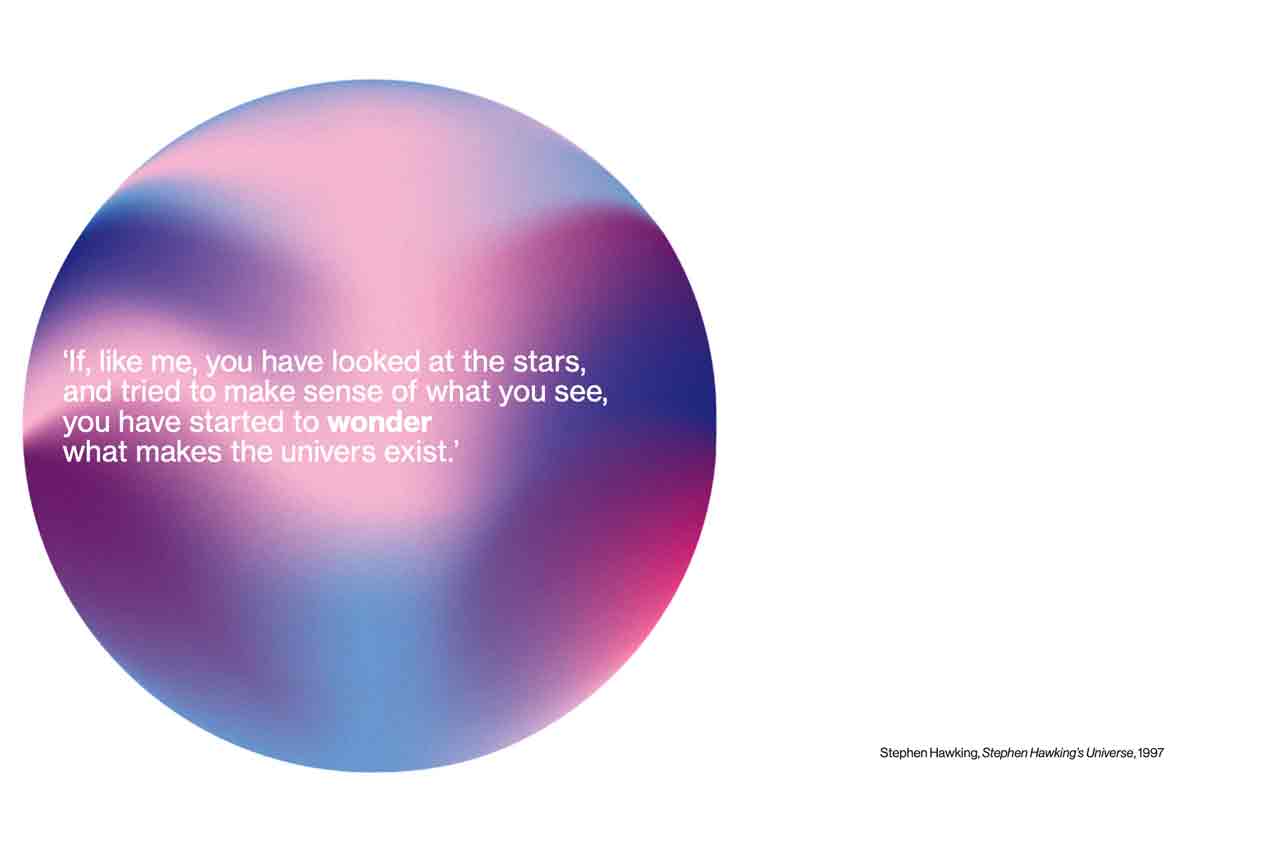 ‘If, like me, you have looked at the stars,
and tried to make sense of what you see,
you have started to wonder
what makes the univers exist.’
Stephen Hawking, Stephen Hawking’s Universe, 1997